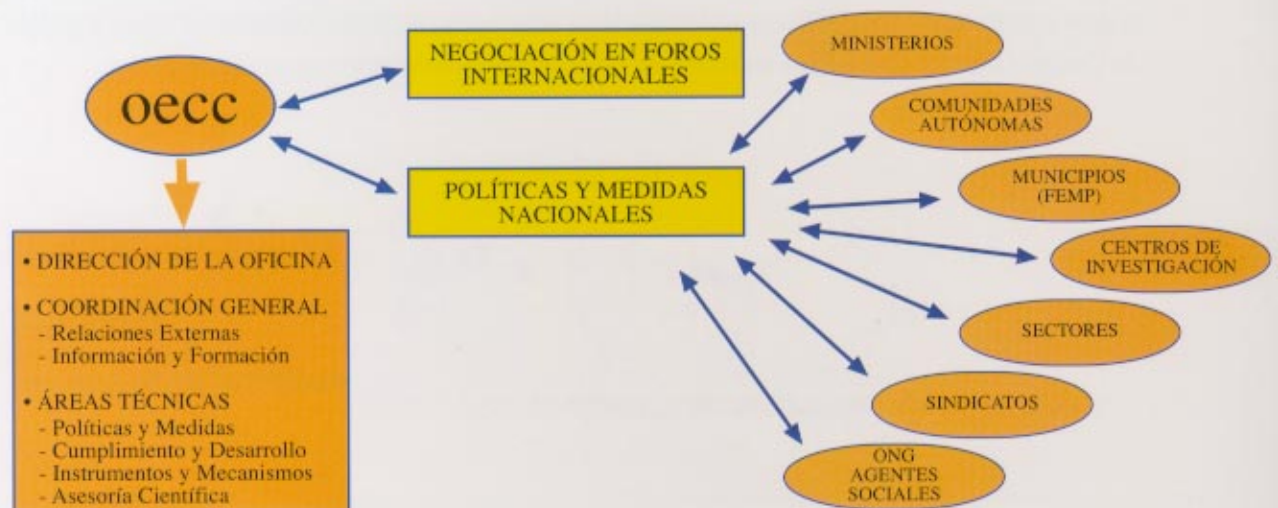 oecc
NEGOCIACIÓN EN FOROS
INTERNACIONALES
POLÍTICAS Y MEDIDAS
NACIONALES
• DIRECCIÓN DE LA OFICINA
• COORDINACIÓN GENERAL
- Relaciones Externas
- Información y Formación
• ÁREAS TÉCNICAS
- Políticas y Medidas
- Cumplimiento y Desarrollo
- Instrumentos y Mecanismos
- Asesoría Científica
MINISTERIOS
COMUNIDADES
AUTÓNOMAS
MUNICIPIOS
(FEMP)
CENTROS DE
INVESTIGACIÓN
SECTORES
SINDICATOS
ONG
AGENTES
SOCIALES